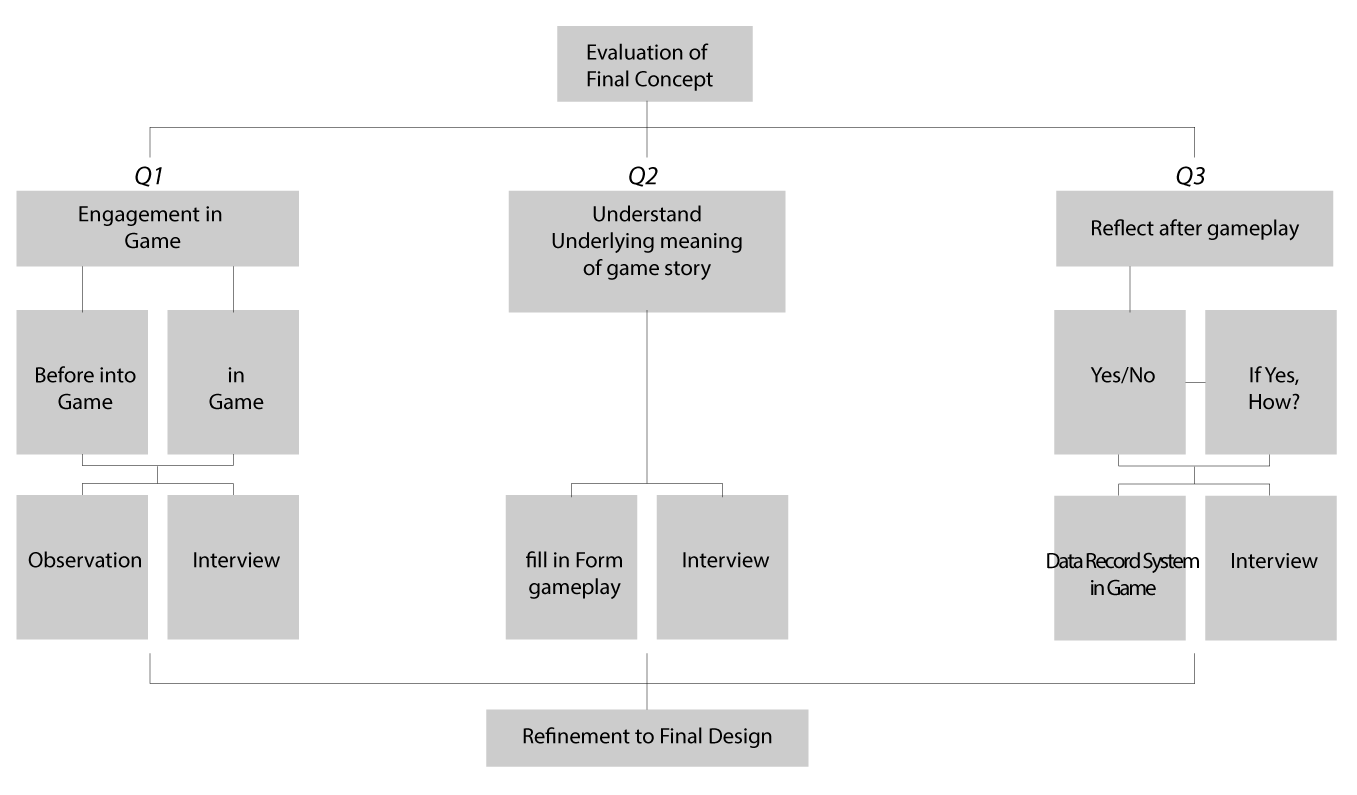 Evaluation of
Final Concept
Q1
Engagement in
Game
Before into
Game
in
Game
Observation
Interview
Q2
Understand
Underlying meaning
of game story
fill in Form
gameplay
Interview
Q3
Reflect after gameplay
Yes/No
If Yes,
How?
Data Record System
in Game
Interview
Refinement to Final Design